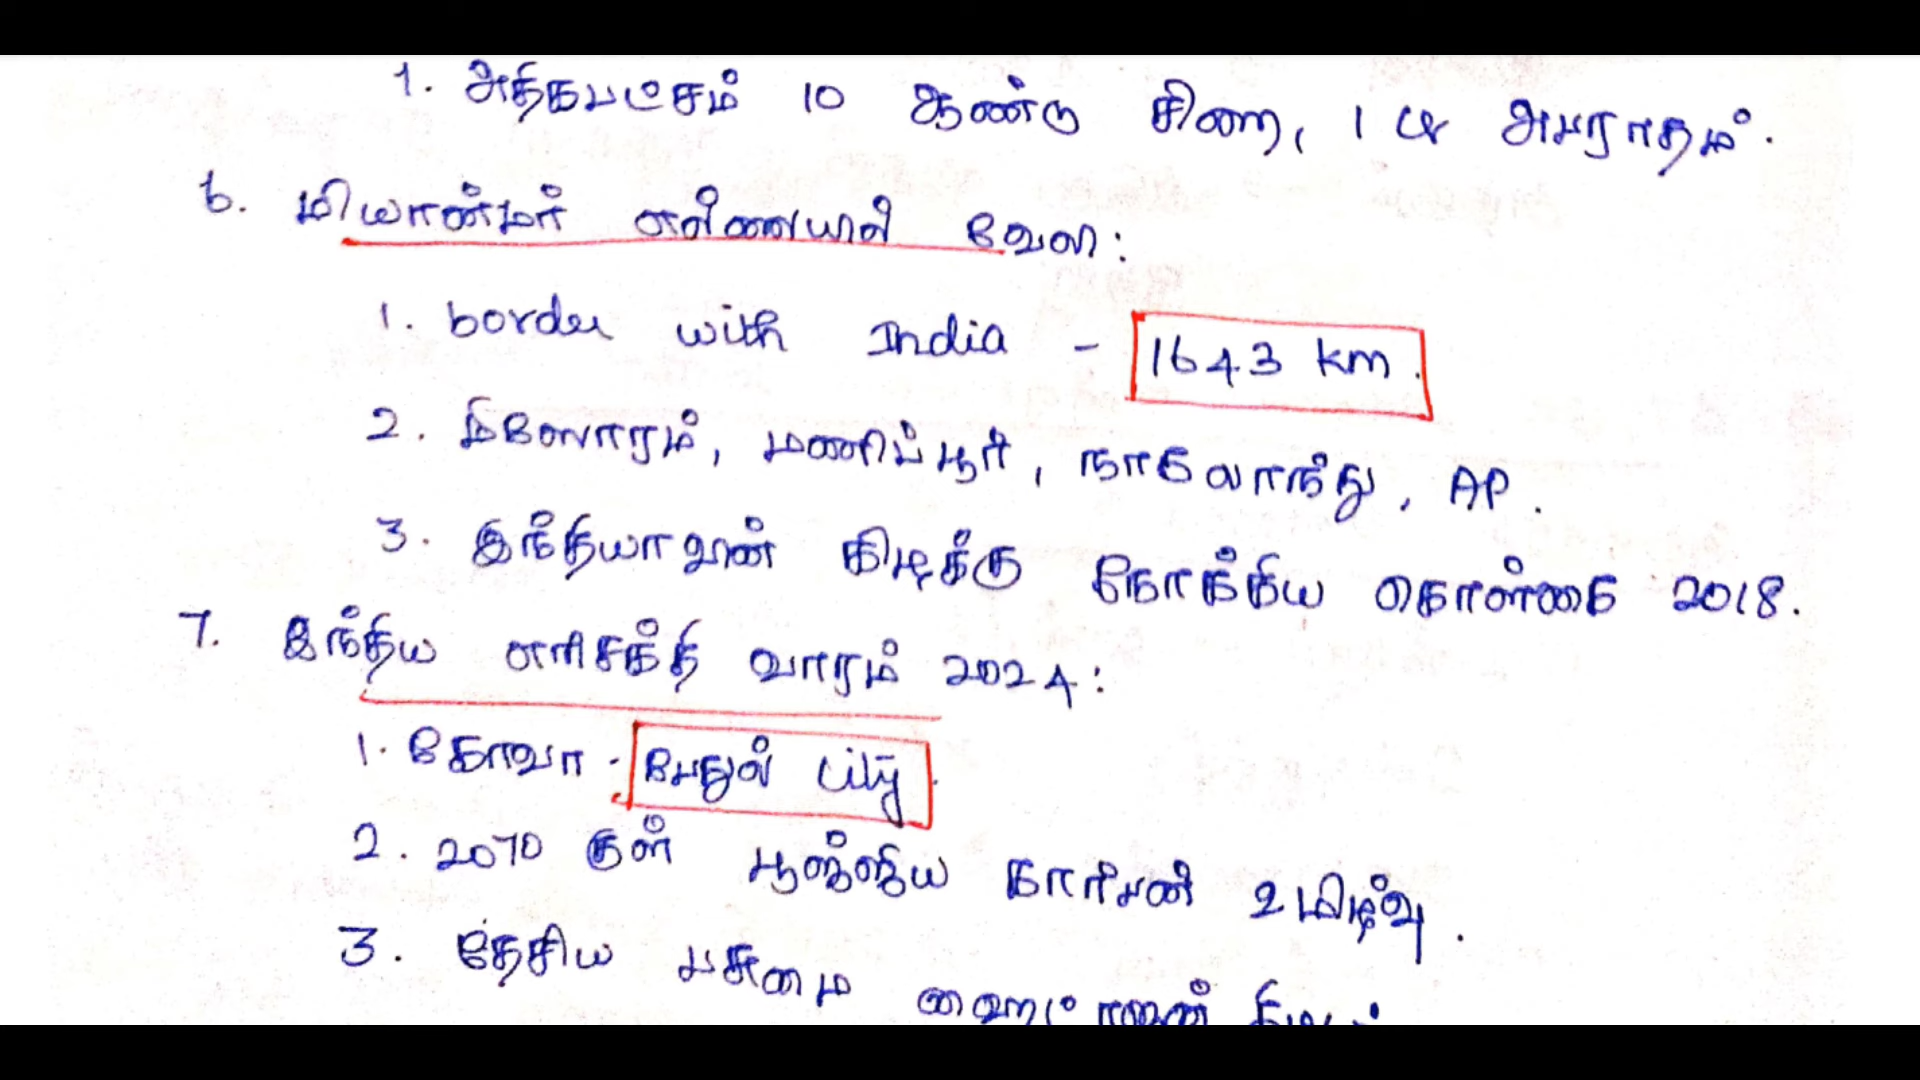 1. அதிகபட்சம் 10 ஆண்டு சிறை, 1 கு அபராதம்.
6. மியான்மர் எல்லையில் வேலி:
1. border with India - 1643 km.
2. மிஸோரம், மணிப்பூர், நாகலாந்து, AP.
3. இந்தியாவின் கிழக்கு நோக்கிய கொள்கை 2018.
7. இந்திய எரிசக்தி வாரம் 2024:
1. கோவா - பேதுல் city.
2. 2070 குள் பூஜ்ஜிய கார்பன் உமிழ்வு.
3. தேசிய பசுமை ஹைட்ரஜன் திட்டம்